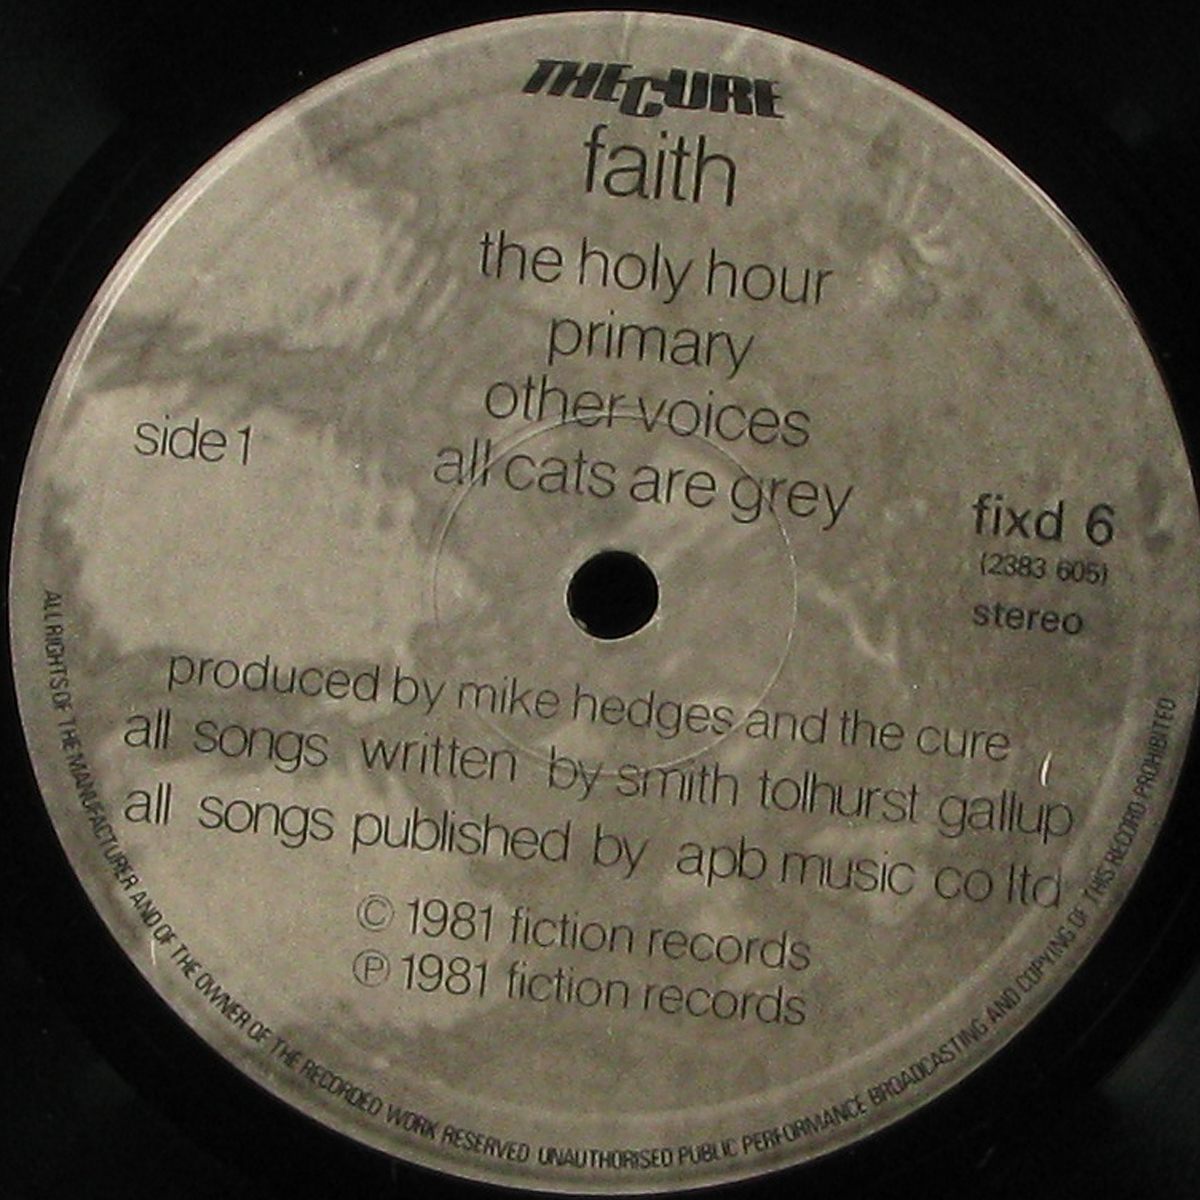 THE CURE
faith
the holy hour
primary
other voices
all cats are grey
side 1
fixd 6
(2383 605)
stereo
produced by mike hedges and the cure
all songs written by smith tolhurst gallup
all songs published by apb music co ltd
© 1981 fiction records
℗ 1981 fiction records
ALL RIGHTS OF THE MANUFACTURER AND OF THE OWNER OF THE RECORDED WORK RESERVED UNAUTHORISED PUBLIC PERFORMANCE BROADCASTING AND COPYING OF THIS RECORD PROHIBITED